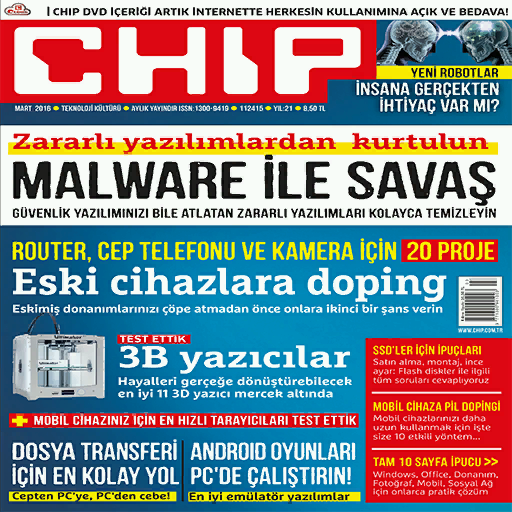 CHIP DVD İÇERİĞİ ARTIK İNTERNETTE HERKESİN KULLANIMINA AÇIK VE BEDAVA!
CHIP
MART 2016 • TEKNOLOJİ KÜLTÜRÜ • AYLIK YAYINDIR ISSN:1300-9419 • 112415 • YIL:21 • 8.50 TL
YENİ ROBOTLAR
İNSANA GERÇEKTEN
İHTİYAÇ VAR MI?
Zararlı yazılımlardan kurtulun
MALWARE İLE SAVAŞ
GÜVENLİK YAZILIMINIZI BİLE ATLATAN ZARARLI YAZILIMLARI KOLAYCA TEMİZLEYİN
ROUTER, CEP TELEFONU VE KAMERA İÇİN 20 PROJE
Eski cihazlara doping
Eskimiş donanımlarınızı çöpe atmadan önce onlara ikinci bir şans verin
WWW.CHIP.COM.TR
TEST ETTİK
3B yazıcılar
Hayalleri gerçeğe dönüştürebilecek
en iyi 11 3D yazıcı mercek altında
SSD'LER İÇİN İPUÇLARI
Satın alma, montaj, ince
ayar: Flash diskler ile ilgili
tüm soruları cevaplıyoruz
MOBİL CİHAZA PİL DOPİNGİ
Mobil cihazlarınızı daha
uzun kullanmak için işte
size 10 etkili yöntem...
TAM 10 SAYFA İPUCU >>
Windows, Office, Donanım,
Fotoğraf, Mobil, Sosyal Ağ
için onlarca pratik çözüm
MOBİL CİHAZINIZ İÇİN EN HIZLI TARAYICILARI TEST ETTİK
DOSYA TRANSFERİ
İÇİN EN KOLAY YOL
Cepten PC'ye, PC'den cebe!
ANDROID OYUNLARI
PC'DE ÇALIŞTIRIN!
En iyi emülatör yazılımlar